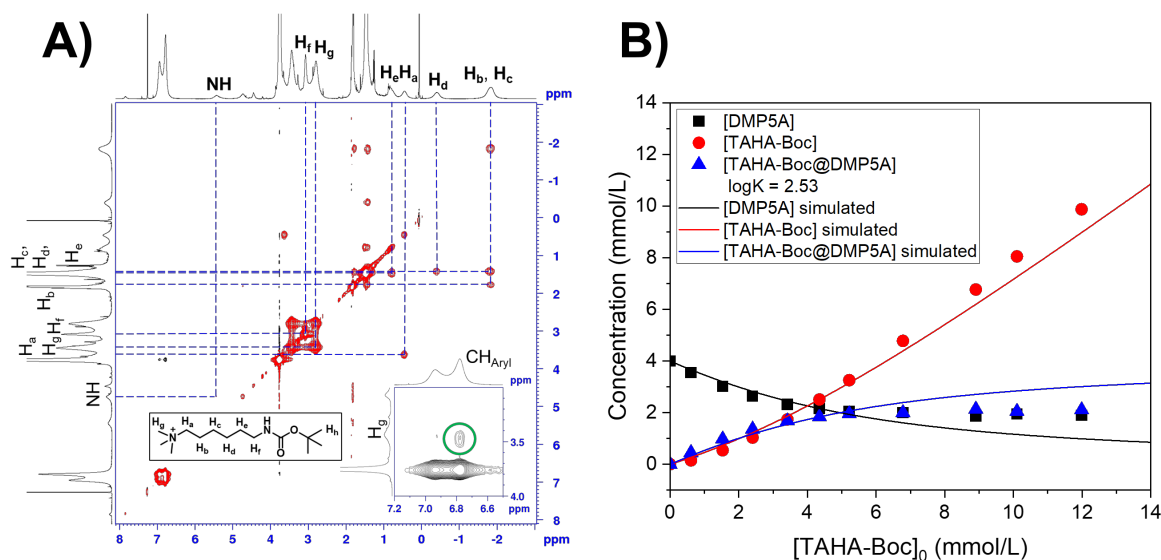 A)
NH
H_f
H_g
H_e H_a
H_d
H_b, H_c
ppm
ppm
-2
-1
0
1
2
3
4
5
6
7
8
H_c, H_d, H_e
H_b
H_a H_g H_f
NH
8 7 6 5 4 3 2 1 0 -1 -2
ppm
H_g H_a H_c H_e H
N+ N O
H_b H_d H_f O H_h
CH_Aryl
ppm
H_g
3.5
4.0
7.2 7.0 6.8 6.6
ppm
B)
Concentration (mmol/L)
14
12
10
8
6
4
2
0
[DMP5A]
[TAHA-Boc]
[TAHA-Boc@DMP5A]
logK = 2.53
[DMP5A] simulated
[TAHA-Boc] simulated
[TAHA-Boc@DMP5A] simulated
0 2 4 6 8 10 12 14
[TAHA-Boc]₀ (mmol/L)